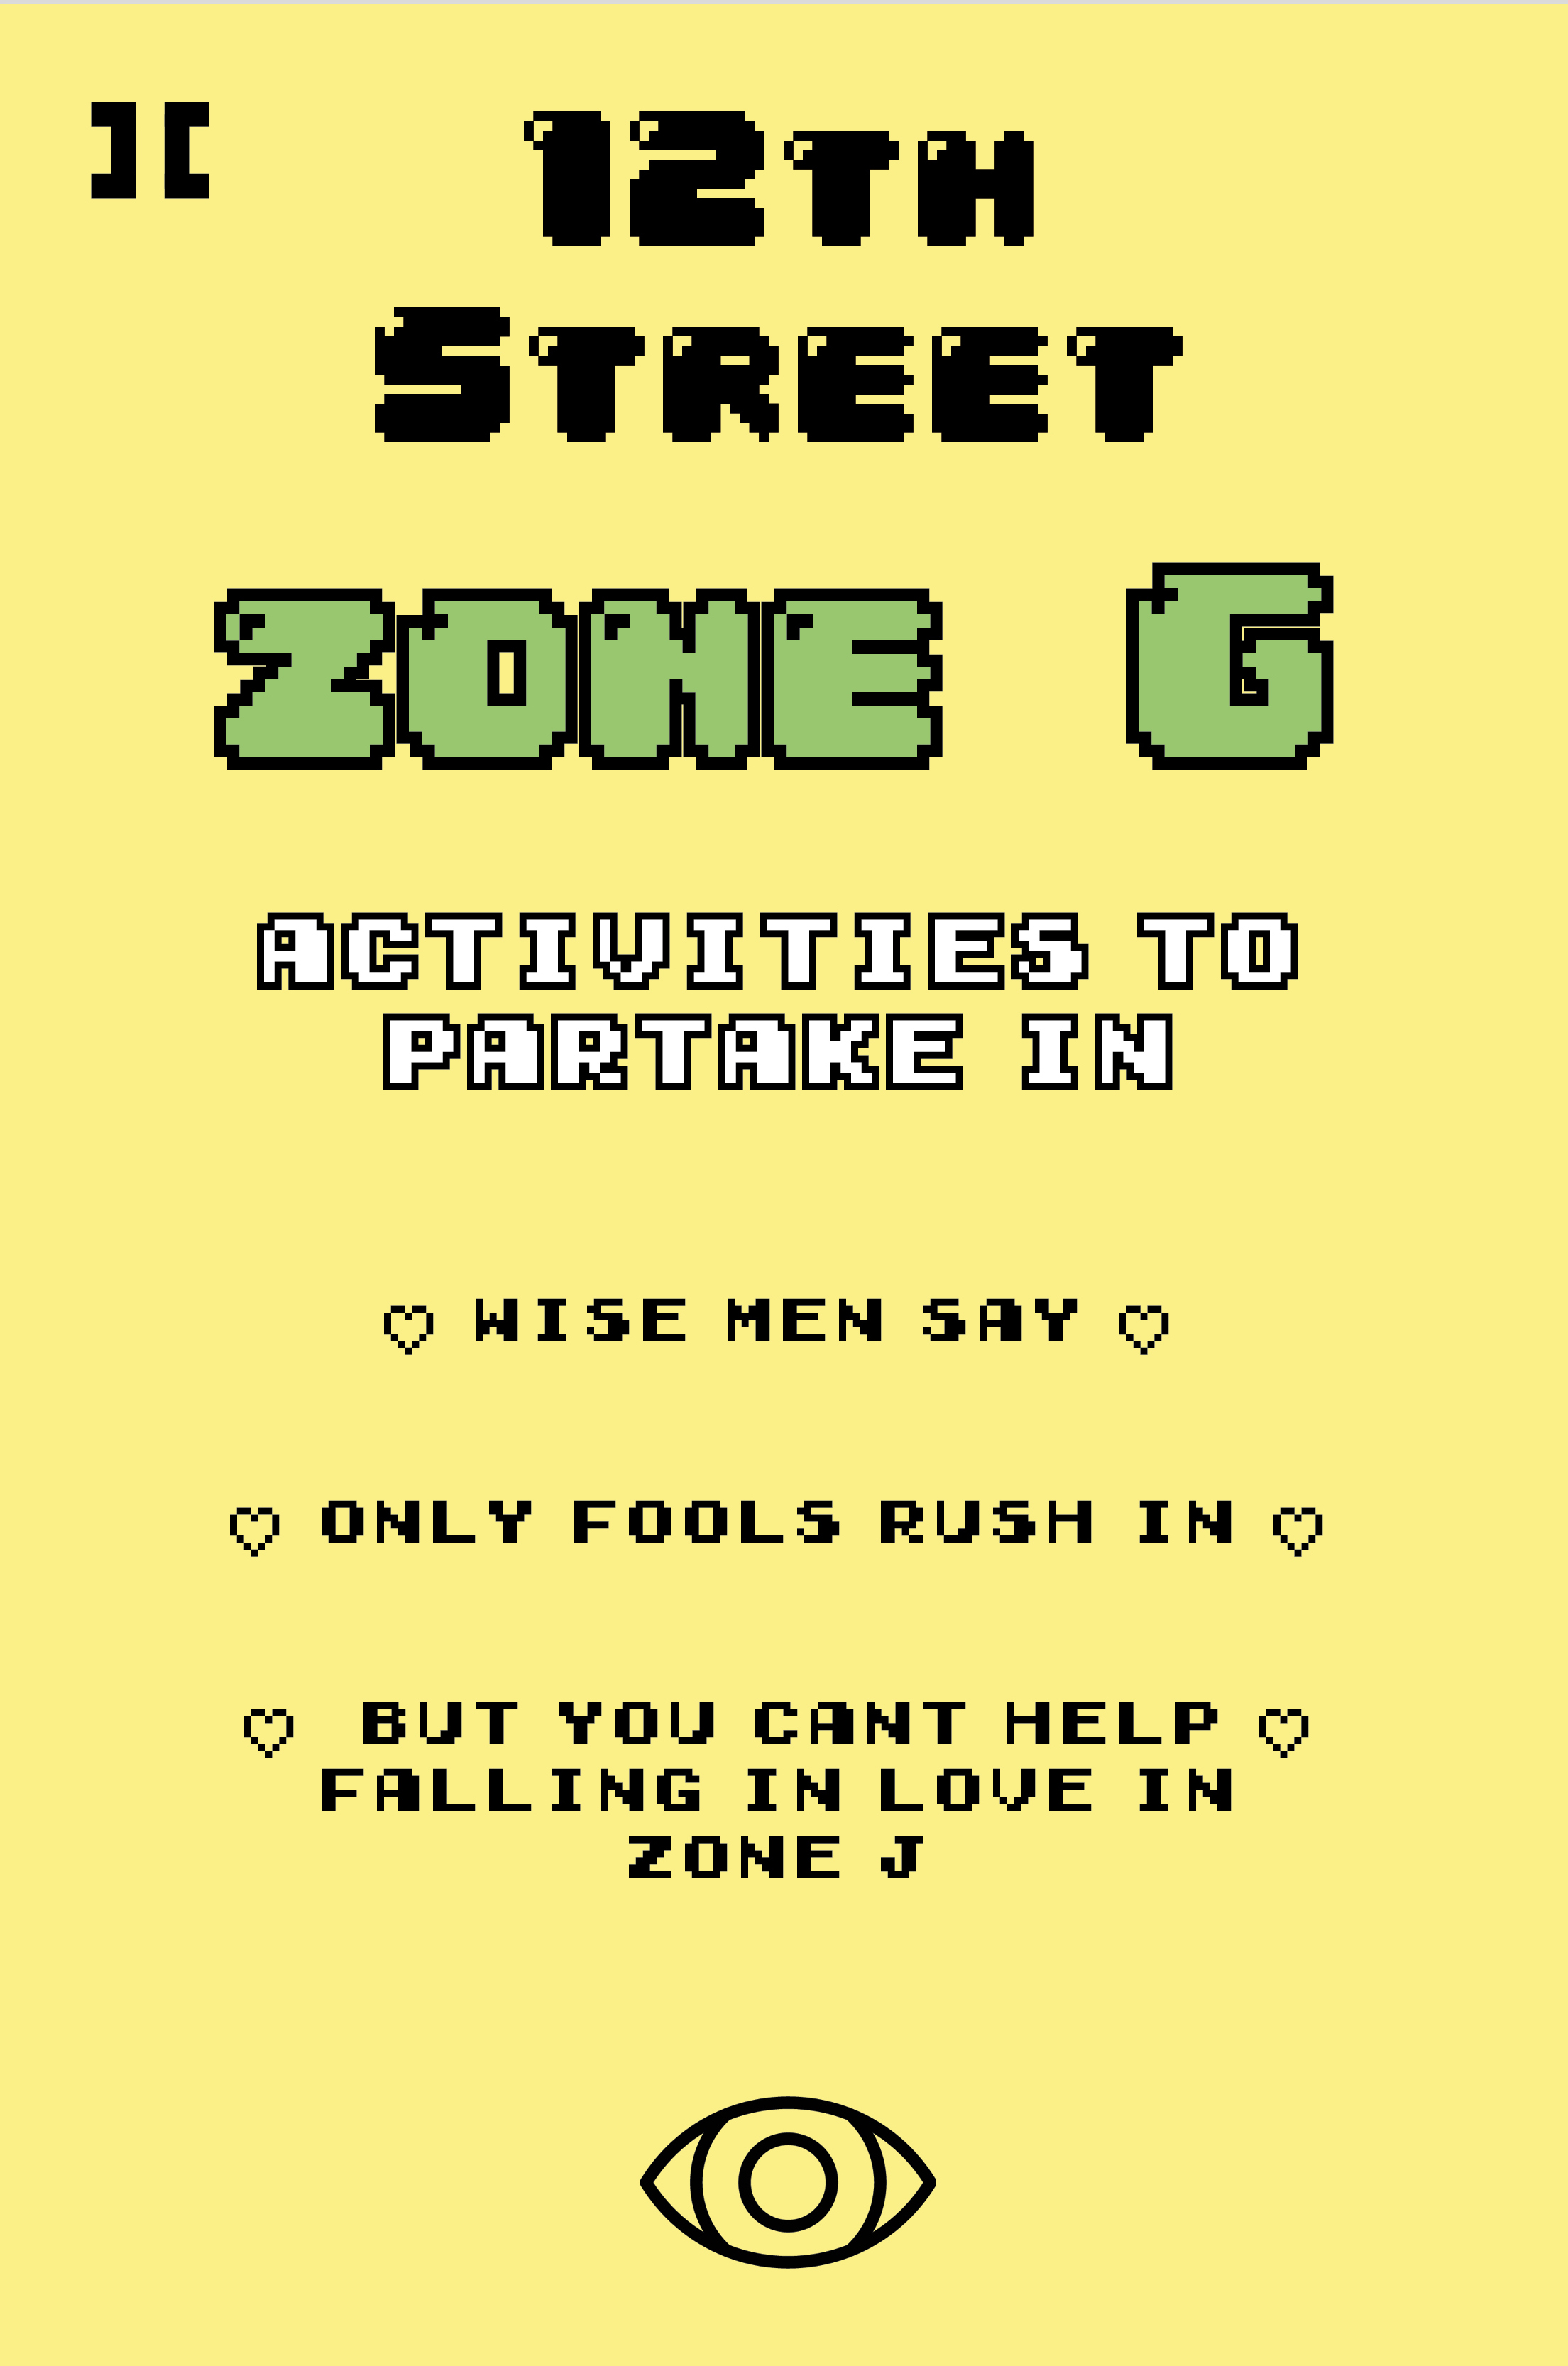 ][
12TH
STREET
ZONE G
ACTIVITIES TO
PARTAKE IN
♡ WISE MEN SAY ♡
♡ ONLY FOOLS RUSH IN ♡
♡ BUT YOU CANT HELP ♡
FALLING IN LOVE IN
ZONE J